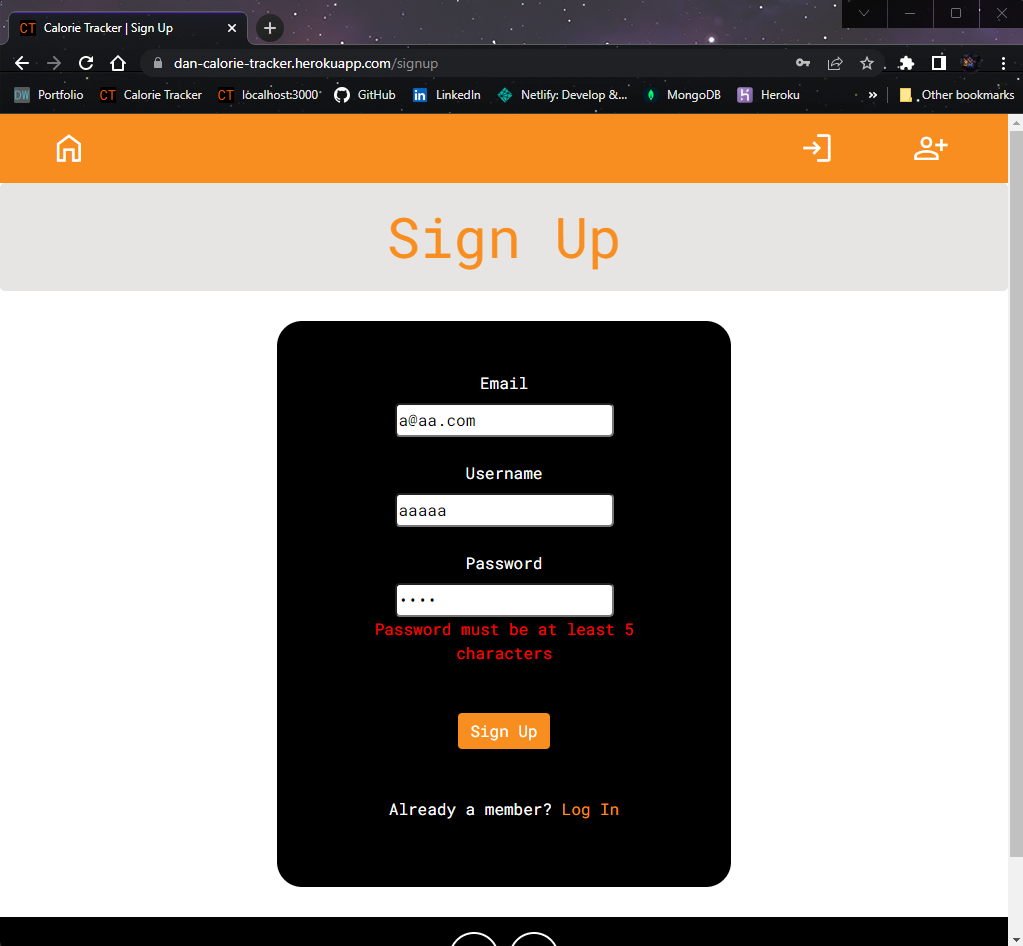 CT Calorie Tracker | Sign Up
dan-calorie-tracker.herokuapp.com/signup
DW Portfolio CT Calorie Tracker CT localhost:3000 GitHub in LinkedIn Netlify: Develop &... MongoDB H Heroku » Other bookmarks
Sign Up
Email
a@aa.com
Username
aaaaa
Password
••••
Password must be at least 5
characters
Sign Up
Already a member? Log In